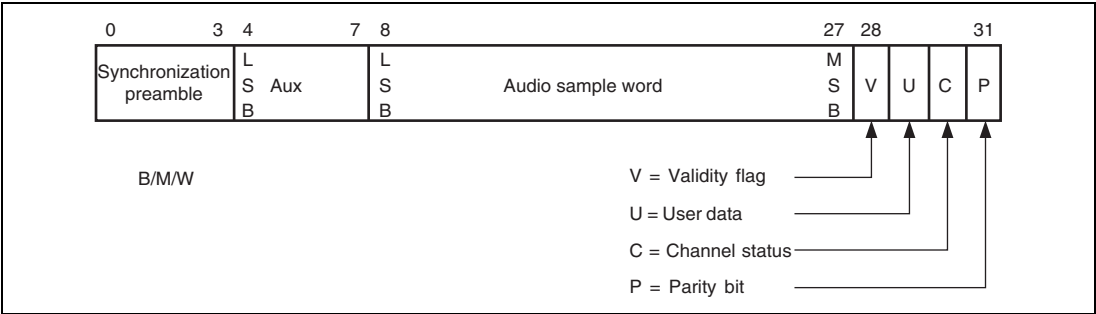 0 3 4 7 8 27 28 31
Synchronization
preamble
L
S
B
Aux
L
S
B
Audio sample word
M
S
B
V
U
C
P
B/M/W
V = Validity flag
U = User data
C = Channel status
P = Parity bit